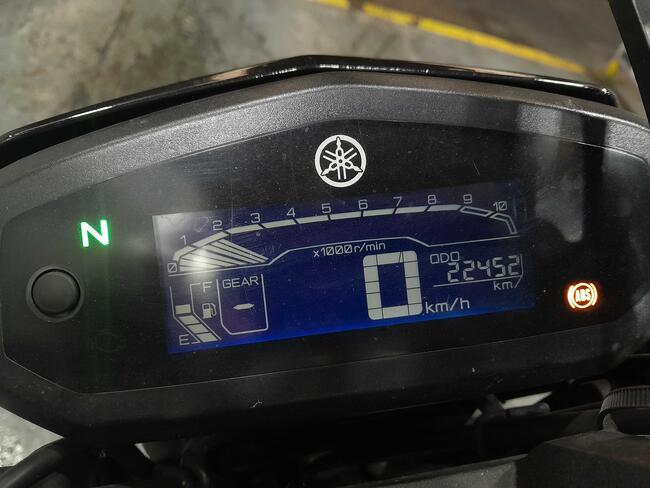 N
0 1 2 3 4 5 6 7 8 9 10
x1000r/min
F GEAR
E
0 km/h
ODO
22452
km
ABS